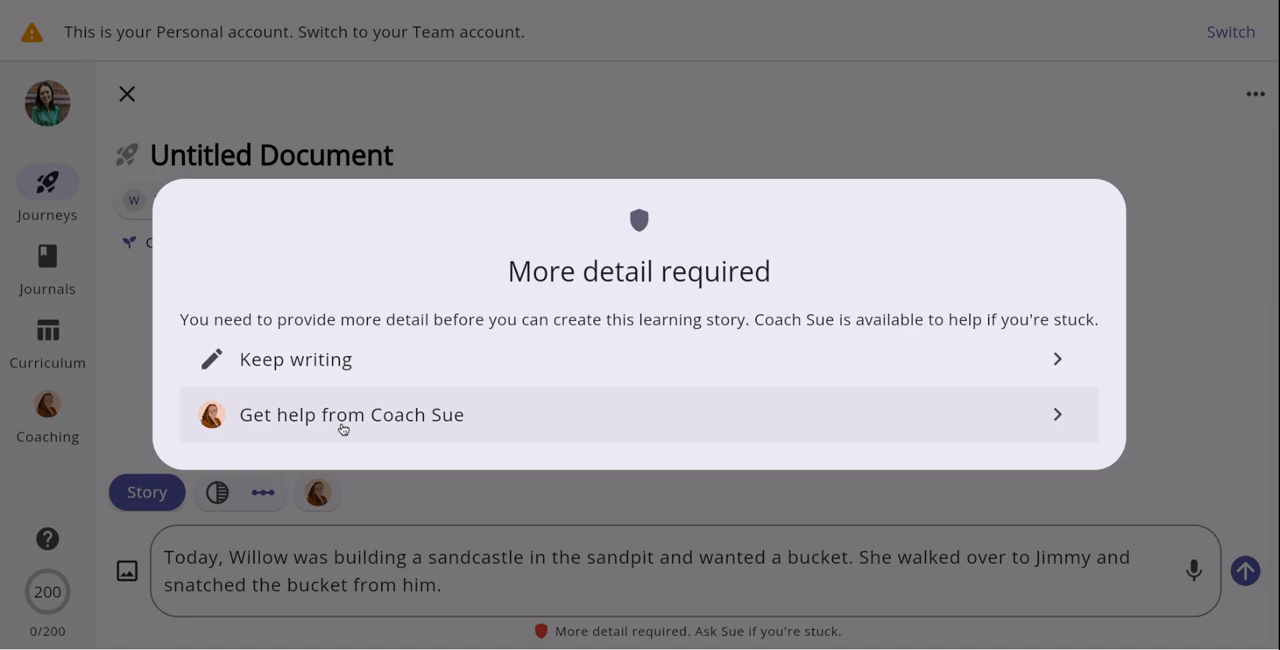 This is your Personal account. Switch to your Team account.
Switch
Untitled Document
W
Journeys
Journals
Curriculum
Coaching
More detail required
You need to provide more detail before you can create this learning story. Coach Sue is available to help if you're stuck.
Keep writing
Get help from Coach Sue
Story
Today, Willow was building a sandcastle in the sandpit and wanted a bucket. She walked over to Jimmy and
snatched the bucket from him.
200
0/200
More detail required. Ask Sue if you're stuck.